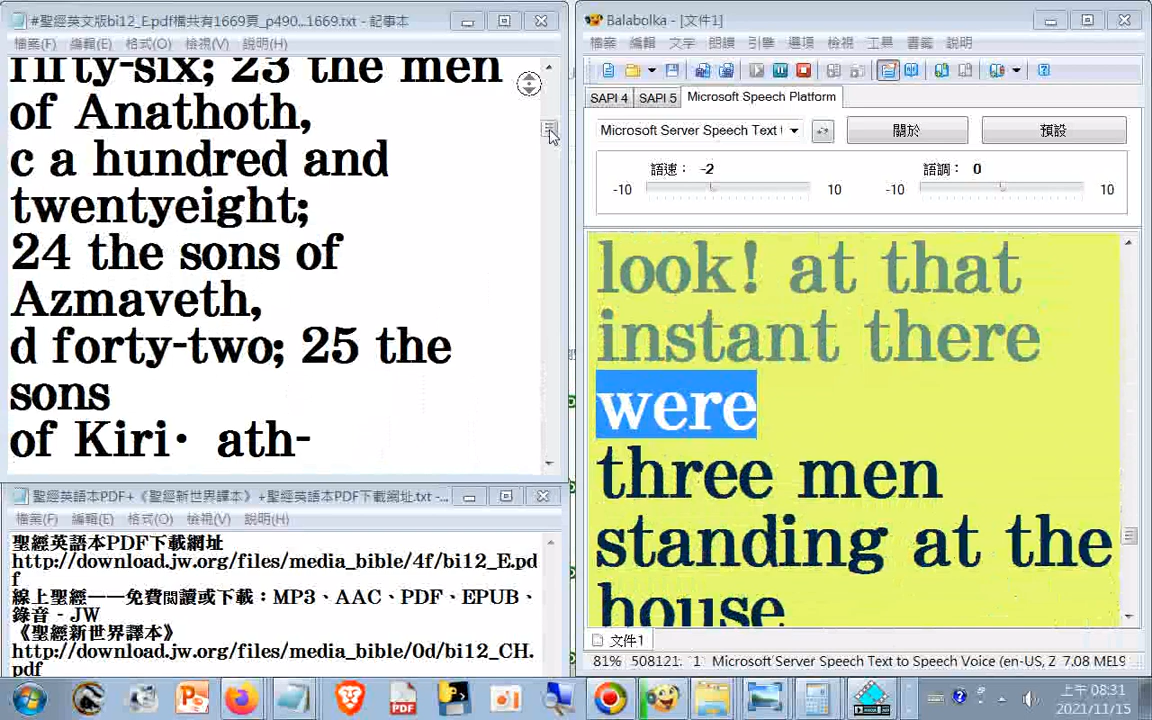 #聖經英文版bi12_E.pdf檔共有1669頁_p490...1669.txt - 記事本
檔案(F) 編輯(E) 格式(O) 檢視(V) 說明(H)
fifty-six; 23 the men
of Anathoth,
c a hundred and
twentyeight;
24 the sons of
Azmaveth,
d forty-two; 25 the
sons
of Kiri· ath-
聖經英語本PDF+《聖經新世界譯本》+聖經英語本PDF下載網址.txt - ...
檔案(F) 編輯(E) 格式(O) 檢視(V) 說明(H)
聖經英語本PDF下載網址
http://download.jw.org/files/media_bible/4f/bi12_E.pd
f
線上聖經——免費閱讀或下載：MP3、AAC、PDF、EPUB、
錄音 - JW
《聖經新世界譯本》
http://download.jw.org/files/media_bible/0d/bi12_CH.
pdf
Balabolka - [文件1]
檔案 編輯 文字 朗讀 引擎 選項 檢視 工具 書籤 說明
SAPI 4 SAPI 5 Microsoft Speech Platform
Microsoft Server Speech Text 關於 預設
語速： -2 語調： 0
-10 10 -10 10
look! at that
instant there
were
three men
standing at the
house
文件1
81% 508121. 1 Microsoft Server Speech Text to Speech Voice (en-US, Z 7.08 ME19
PDF
上午 08:31
2021/11/15